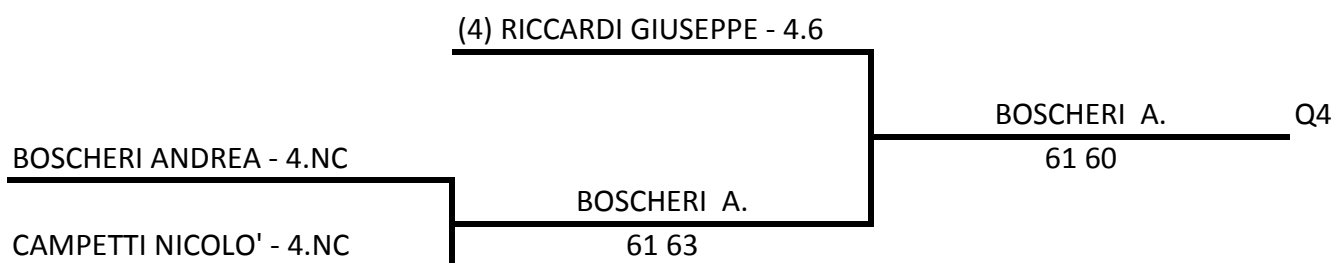 (4) RICCARDI GIUSEPPE - 4.6
BOSCHERI A. Q4
BOSCHERI ANDREA - 4.NC
61 60
BOSCHERI A.
CAMPETTI NICOLO' - 4.NC
61 63